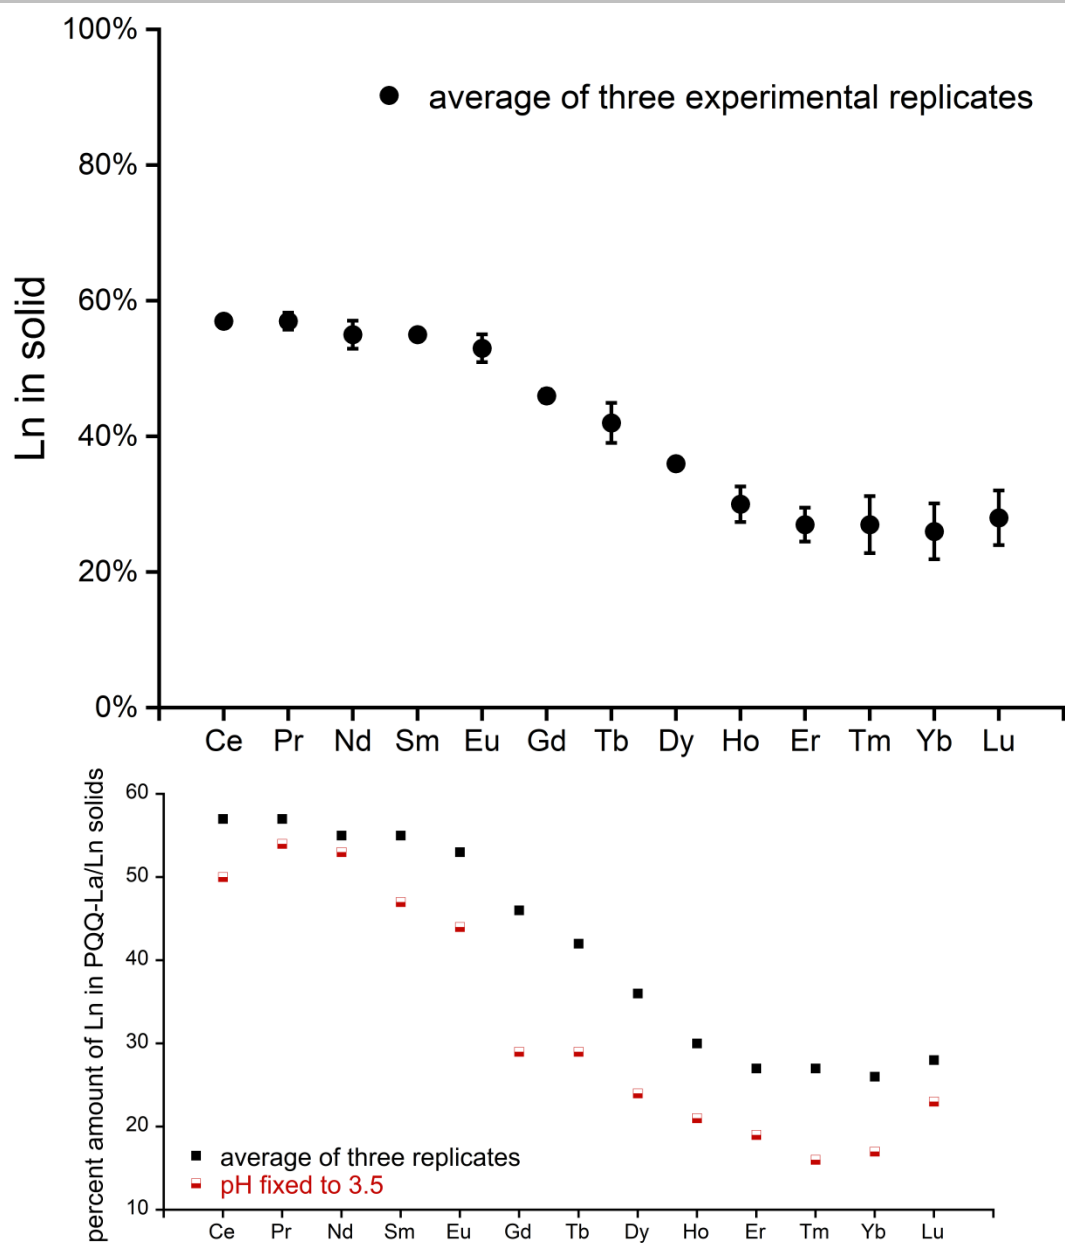 100%
average of three experimental replicates
80%
60%
Ln in solid
40%
20%
0%
Ce Pr Nd Sm Eu Gd Tb Dy Ho Er Tm Yb Lu
percent amount of Ln in PQQ-La/Ln solids
60
50
40
30
20
average of three replicates
pH fixed to 3.5
10
Ce Pr Nd Sm Eu Gd Tb Dy Ho Er Tm Yb Lu